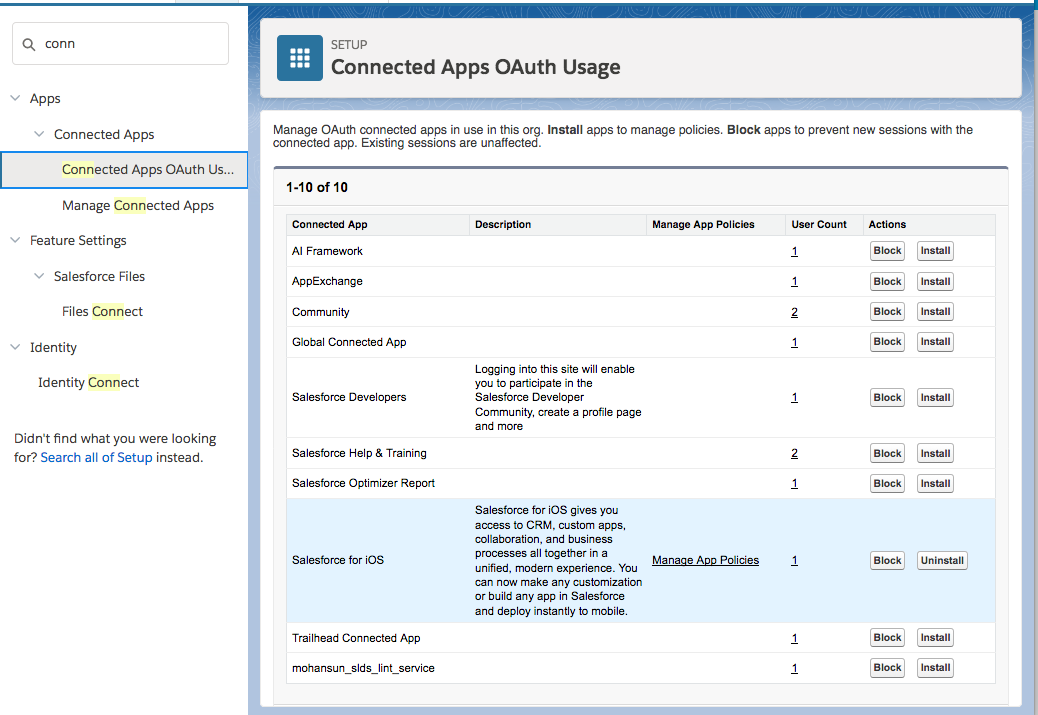 conn
Apps
Connected Apps
Connected Apps OAuth Us...
Manage Connected Apps
Feature Settings
Salesforce Files
Files Connect
Identity
Identity Connect
Didn't find what you were looking
for? Search all of Setup instead.
SETUP
Connected Apps OAuth Usage
Manage OAuth connected apps in use in this org. Install apps to manage policies. Block apps to prevent new sessions with the
connected app. Existing sessions are unaffected.
1-10 of 10
Connected App Description Manage App Policies User Count Actions
AI Framework 1 Block Install
AppExchange 1 Block Install
Community 2 Block Install
Global Connected App 1 Block Install
Salesforce Developers
Logging into this site will enable
you to participate in the
Salesforce Developer
Community, create a profile page
and more
1 Block Install
Salesforce Help & Training 2 Block Install
Salesforce Optimizer Report 1 Block Install
Salesforce for iOS
Salesforce for iOS gives you
access to CRM, custom apps,
collaboration, and business
processes all together in a
unified, modern experience. You
can now make any customization
or build any app in Salesforce
and deploy instantly to mobile.
Manage App Policies 1 Block Uninstall
Trailhead Connected App 1 Block Install
mohansun_slds_lint_service 1 Block Install